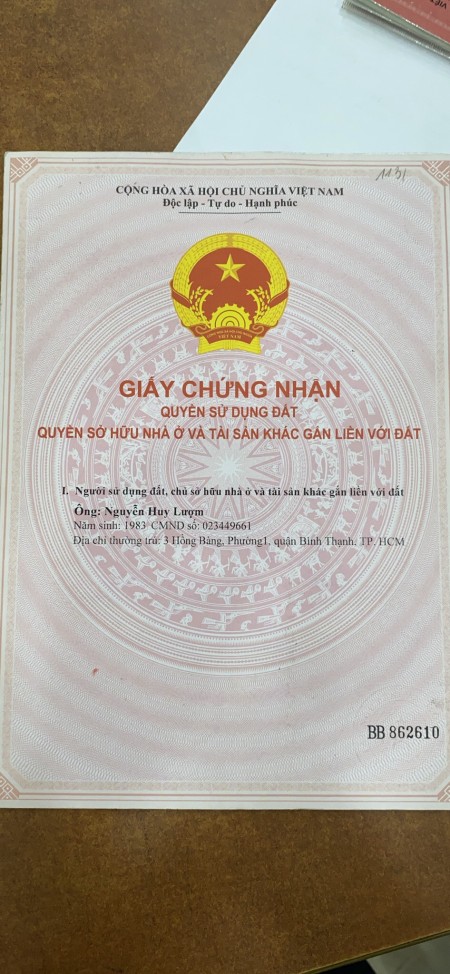 1131
CỘNG HÒA XÃ HỘI CHỦ NGHĨA VIỆT NAM
Độc lập - Tự do - Hạnh phúc
VIỆT NAM
GIẤY CHỨNG NHẬN
QUYỀN SỬ DỤNG ĐẤT
QUYỀN SỞ HỮU NHÀ Ở VÀ TÀI SẢN KHÁC GẮN LIỀN VỚI ĐẤT
I. Người sử dụng đất, chủ sở hữu nhà ở và tài sản khác gắn liền với đất
Ông: Nguyễn Huy Lượm
Năm sinh: 1983 CMND số: 023449661
Địa chỉ thường trú: 3 Hồng Bàng, Phường1, quận Bình Thạnh, TP. HCM
BB 862610